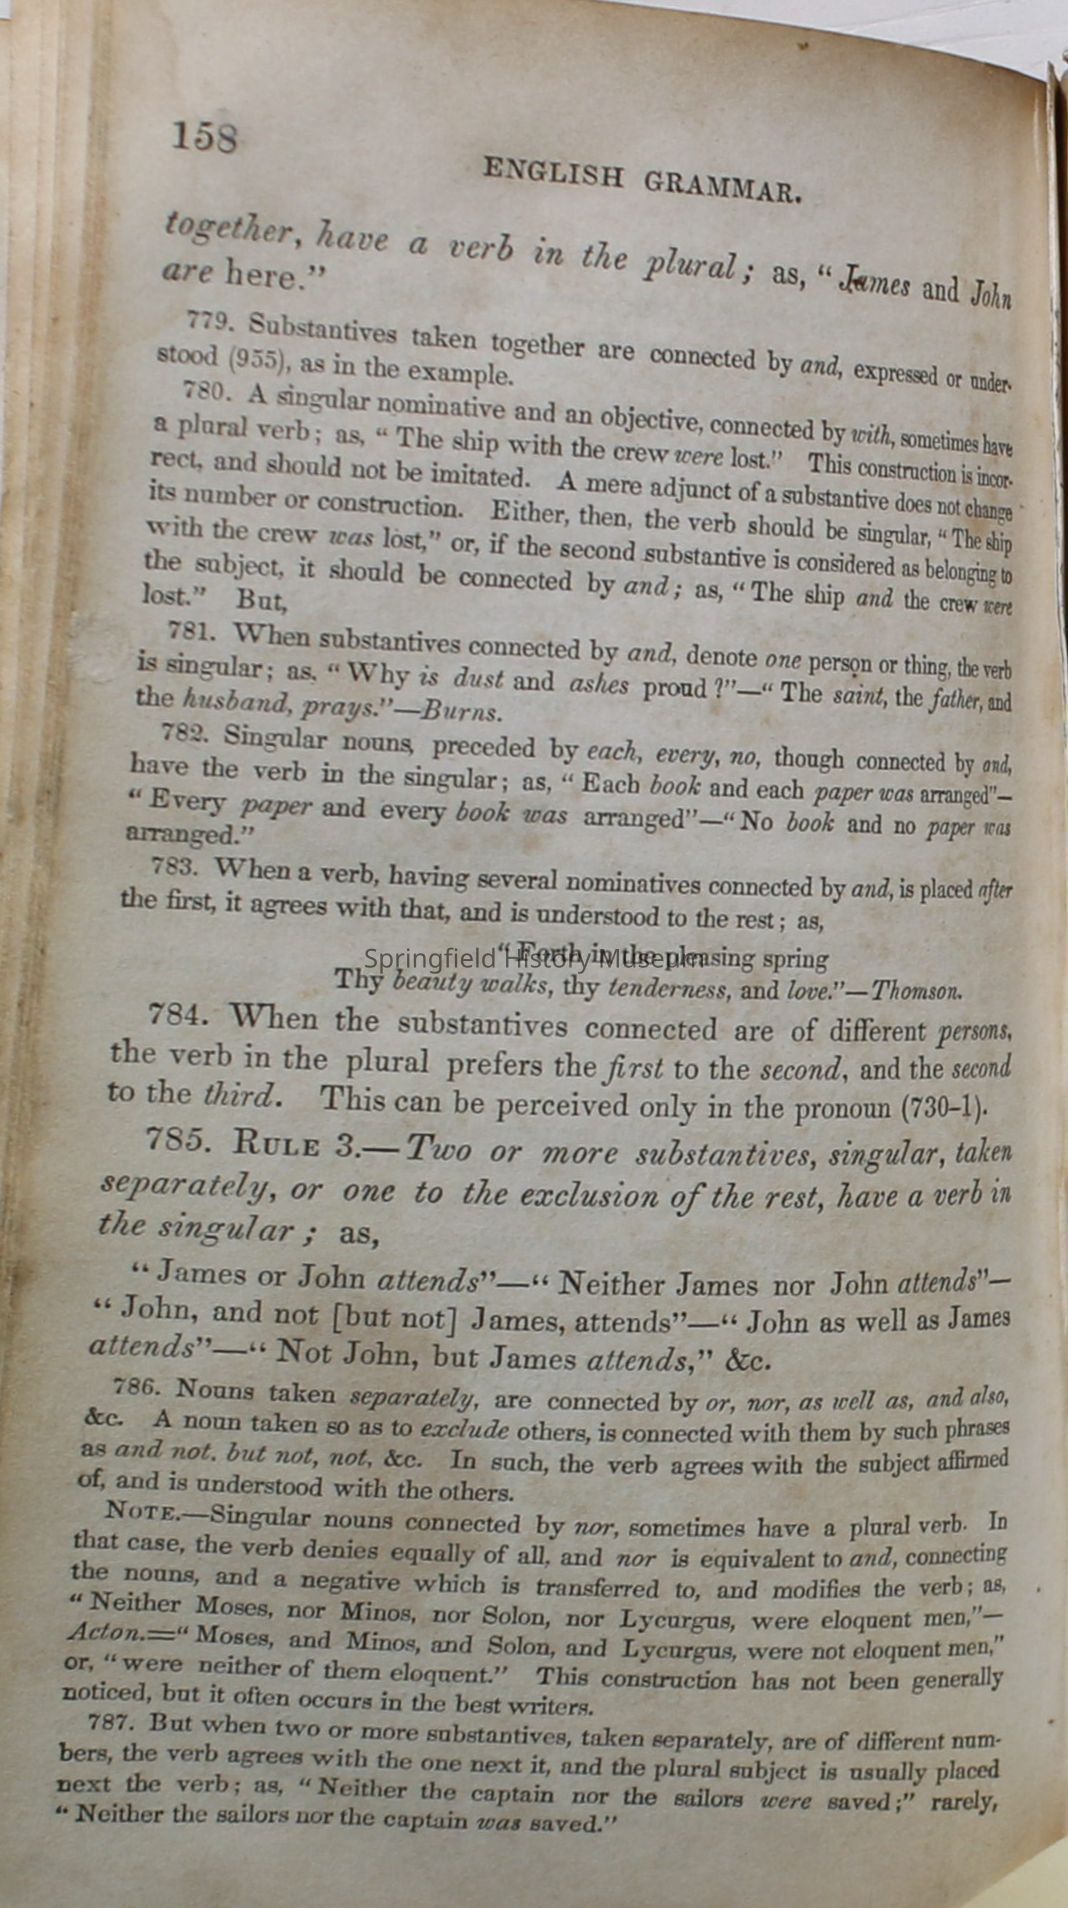 158
ENGLISH GRAMMAR.
together, have a verb in the plural; as, “James and John
are here.”
779. Substantives taken together are connected by and, expressed or under-
stood (955), as in the example.
780. A singular nominative and an objective, connected by with, sometimes have
a plural verb; as, “The ship with the crew were lost.” This construction is incor-
rect, and should not be imitated. A mere adjunct of a substantive does not change
its number or construction. Either, then, the verb should be singular, “The ship
with the crew was lost,” or, if the second substantive is considered as belonging to
the subject, it should be connected by and; as, “The ship and the crew were
lost.” But,
781. When substantives connected by and, denote one person or thing, the verb
is singular; as, “Why is dust and ashes proud?”—“The saint, the father, and
the husband, prays.”—Burns.
782. Singular nouns, preceded by each, every, no, though connected by and,
have the verb in the singular; as, “Each book and each paper was arranged”—
“Every paper and every book was arranged”—“No book and no paper was
arranged.”
783. When a verb, having several nominatives connected by and, is placed after
the first, it agrees with that, and is understood to the rest; as,
“Forth in the pleasing spring
Springfield History Museum
Thy beauty walks, thy tenderness, and love.”—Thomson.
784. When the substantives connected are of different persons,
the verb in the plural prefers the first to the second, and the second
to the third. This can be perceived only in the pronoun (730-1).
785. RULE 3.—Two or more substantives, singular, taken
separately, or one to the exclusion of the rest, have a verb in
the singular; as,
“James or John attends”—“Neither James nor John attends”—
“John, and not [but not] James, attends”—“John as well as James
attends”—“Not John, but James attends,” &c.
786. Nouns taken separately, are connected by or, nor, as well as, and also,
&c. A noun taken so as to exclude others, is connected with them by such phrases
as and not, but not, not, &c. In such, the verb agrees with the subject affirmed
of, and is understood with the others.
NOTE.—Singular nouns connected by nor, sometimes have a plural verb. In
that case, the verb denies equally of all, and nor is equivalent to and, connecting
the nouns, and a negative which is transferred to, and modifies the verb; as,
“Neither Moses, nor Minos, nor Solon, nor Lycurgus, were eloquent men,”—
Acton.=“Moses, and Minos, and Solon, and Lycurgus, were not eloquent men,”
or, “were neither of them eloquent.” This construction has not been generally
noticed, but it often occurs in the best writers.
787. But when two or more substantives, taken separately, are of different num-
bers, the verb agrees with the one next it, and the plural subject is usually placed
next the verb; as, “Neither the captain nor the sailors were saved;” rarely,
“Neither the sailors nor the captain was saved.”